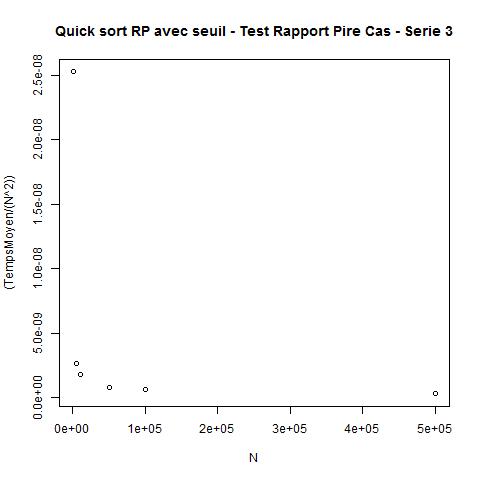 Quick sort RP avec seuil - Test Rapport Pire Cas - Serie 3
(TempsMoyen/(N^2))
2.5e-08
2.0e-08
1.5e-08
1.0e-08
5.0e-09
0.0e+00
0e+00 1e+05 2e+05 3e+05 4e+05 5e+05
N